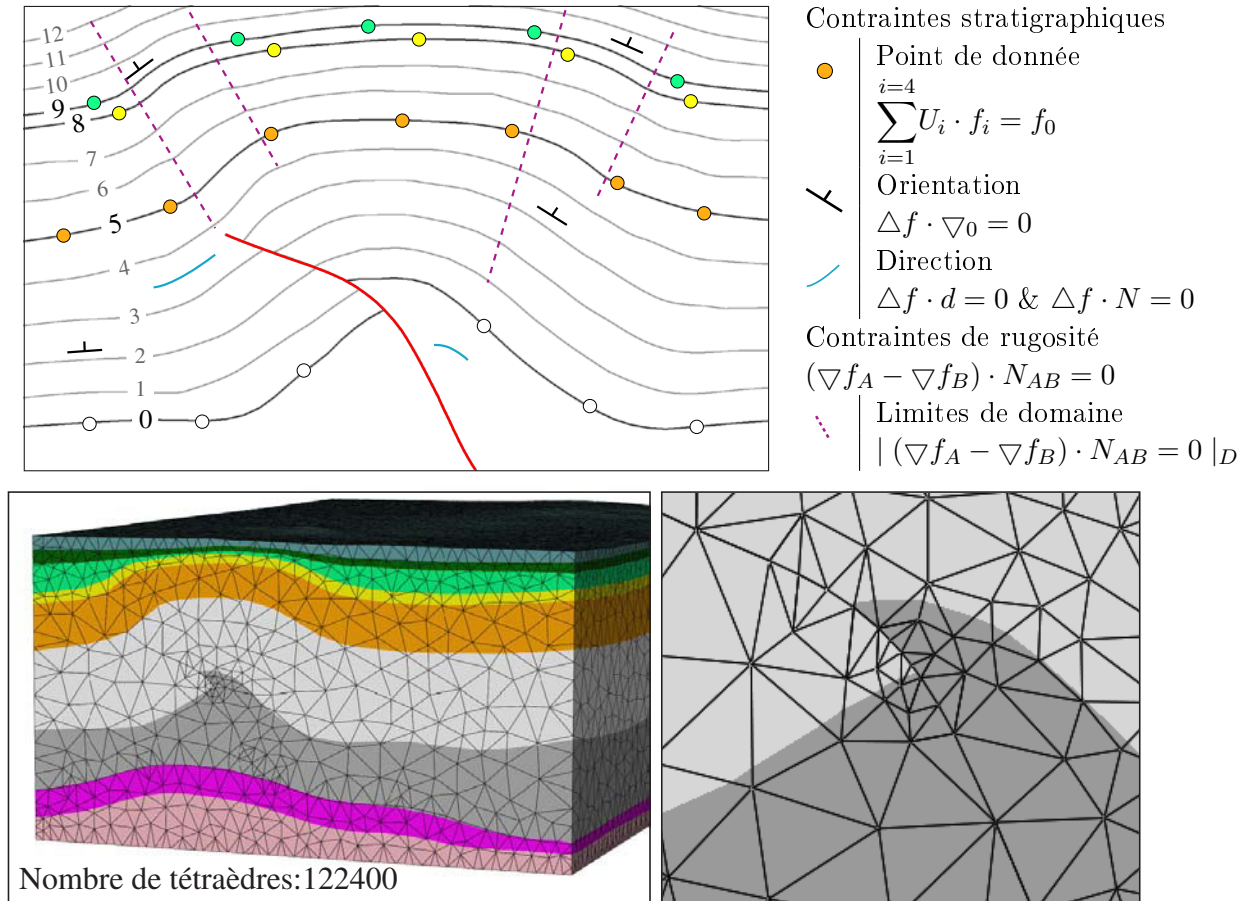 12
11
10
9
8
7
6
5
4
3
2
1
0
Contraintes stratigraphiques
Point de donnée
i=4
∑ U_i · f_i = f_0
i=1
Orientation
△f · ▽_0 = 0
Direction
△f · d = 0 & △f · N = 0
Contraintes de rugosité
(▽f_A − ▽f_B) · N_AB = 0
Limites de domaine
| (▽f_A − ▽f_B) · N_AB = 0 |_D
Nombre de tétraèdres:122400